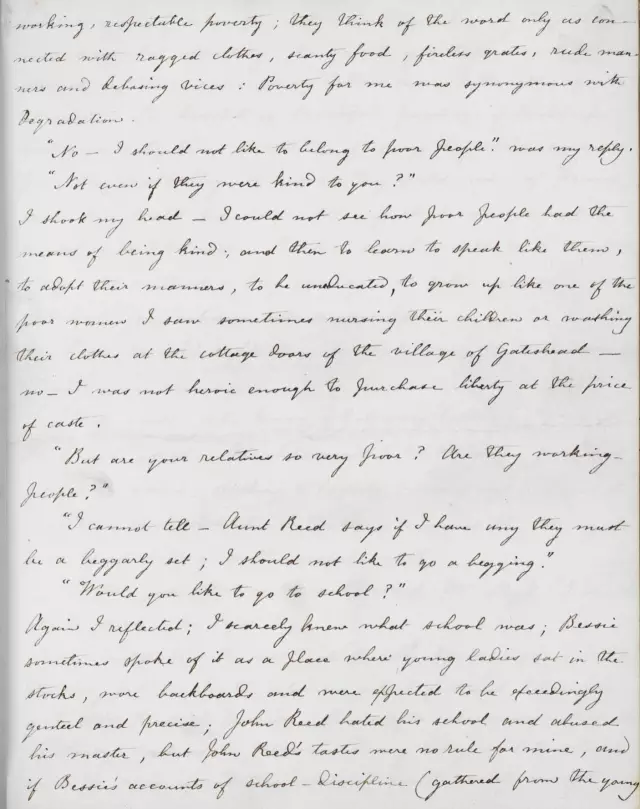 working, respectable poverty; they think of the word only as con-
nected with ragged clothes, scanty food, fireless grates, rude man-
ners and debasing vices: Poverty for me was synonymous with
Degradation.
"No — I should not like to belong to poor people". was my reply.
"Not even if they were kind to you?"
I shook my head — I could not see how poor people had the
means of being kind; and then to learn to speak like them,
to adopt their manners, to be uneducated, to grow up like one of the
poor women I saw sometimes nursing their children or washing
their clothes at the cottage doors of the village of Gateshead —
no — I was not heroic enough to purchase liberty at the price
of caste.
"But are your relatives so very poor? Are they working-
people?"
"I cannot tell — Aunt Reed says if I have any they must
be a beggarly set; I should not like to go a begging."
"Would you like to go to school?"
Again I reflected; I scarcely knew what school was; Bessie
sometimes spoke of it as a place where young ladies sat in the
stocks, wore backboards and were expected to be exceedingly
genteel and precise; John Reed hated his school and abused
his master, but John Reed's tastes were no rule for mine, and
if Bessie's accounts of school-discipline (gathered from the young